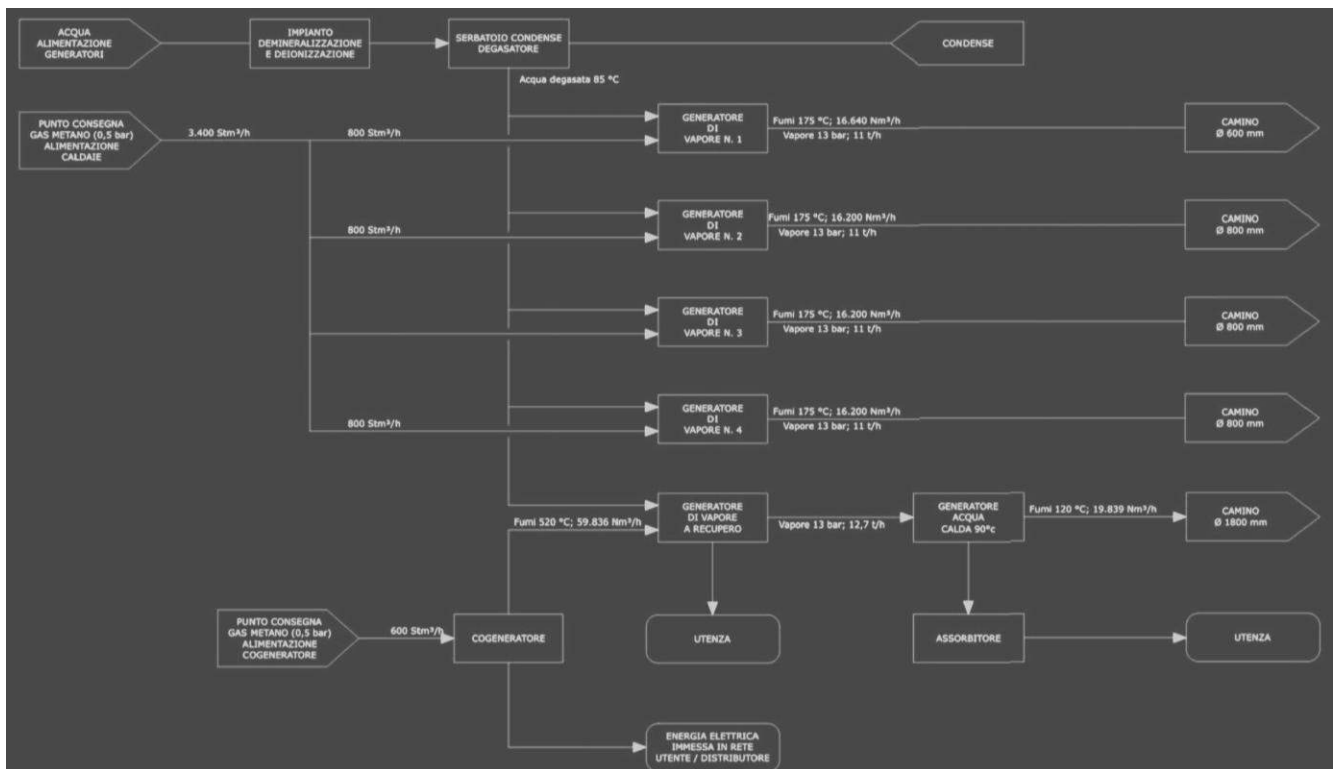 ACQUA
ALIMENTAZIONE
GENERATORI
IMPIANTO
DEMINERALIZZAZIONE
E DEIONIZZAZIONE
SERBATOIO CONDENSE
DEGASATORE
CONDENSE
Acqua degasata 85 °C
PUNTO CONSEGNA
GAS METANO (0,5 bar)
ALIMENTAZIONE
CALDAIE
3.400 Stm³/h
800 Stm³/h
GENERATORE
DI
VAPORE N. 1
Fumi 175 °C; 16.640 Nm³/h
Vapore 13 bar; 11 t/h
CAMINO
Ø 600 mm
800 Stm³/h
GENERATORE
DI
VAPORE N. 2
Fumi 175 °C; 16.200 Nm³/h
Vapore 13 bar; 11 t/h
CAMINO
Ø 800 mm
GENERATORE
DI
VAPORE N. 3
Fumi 175 °C; 16.200 Nm³/h
Vapore 13 bar; 11 t/h
CAMINO
Ø 800 mm
800 Stm³/h
GENERATORE
DI
VAPORE N. 4
Fumi 175 °C; 16.200 Nm³/h
Vapore 13 bar; 11 t/h
CAMINO
Ø 800 mm
Fumi 520 °C; 59.836 Nm³/h
GENERATORE
DI VAPORE
A RECUPERO
Vapore 13 bar; 12,7 t/h
GENERATORE
ACQUA
CALDA 90°c
Fumi 120 °C; 19.839 Nm³/h
CAMINO
Ø 1800 mm
PUNTO CONSEGNA
GAS METANO (0,5 bar)
ALIMENTAZIONE
COGENERATORE
600 Stm³/h
COGENERATORE
UTENZA
ASSORBITORE
UTENZA
ENERGIA ELETTRICA
IMMESSA IN RETE
UTENTE / DISTRIBUTORE